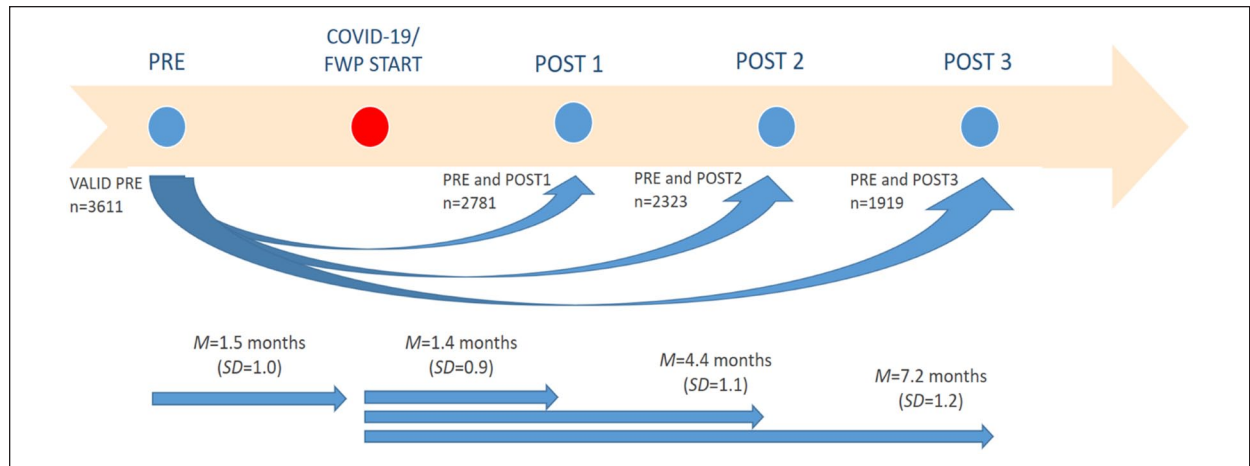 PRE
COVID-19/
FWP START
POST 1
POST 2
POST 3
VALID PRE
n=3611
PRE and POST1
n=2781
PRE and POST2
n=2323
PRE and POST3
n=1919
M=1.5 months
(SD=1.0)
M=1.4 months
(SD=0.9)
M=4.4 months
(SD=1.1)
M=7.2 months
(SD=1.2)